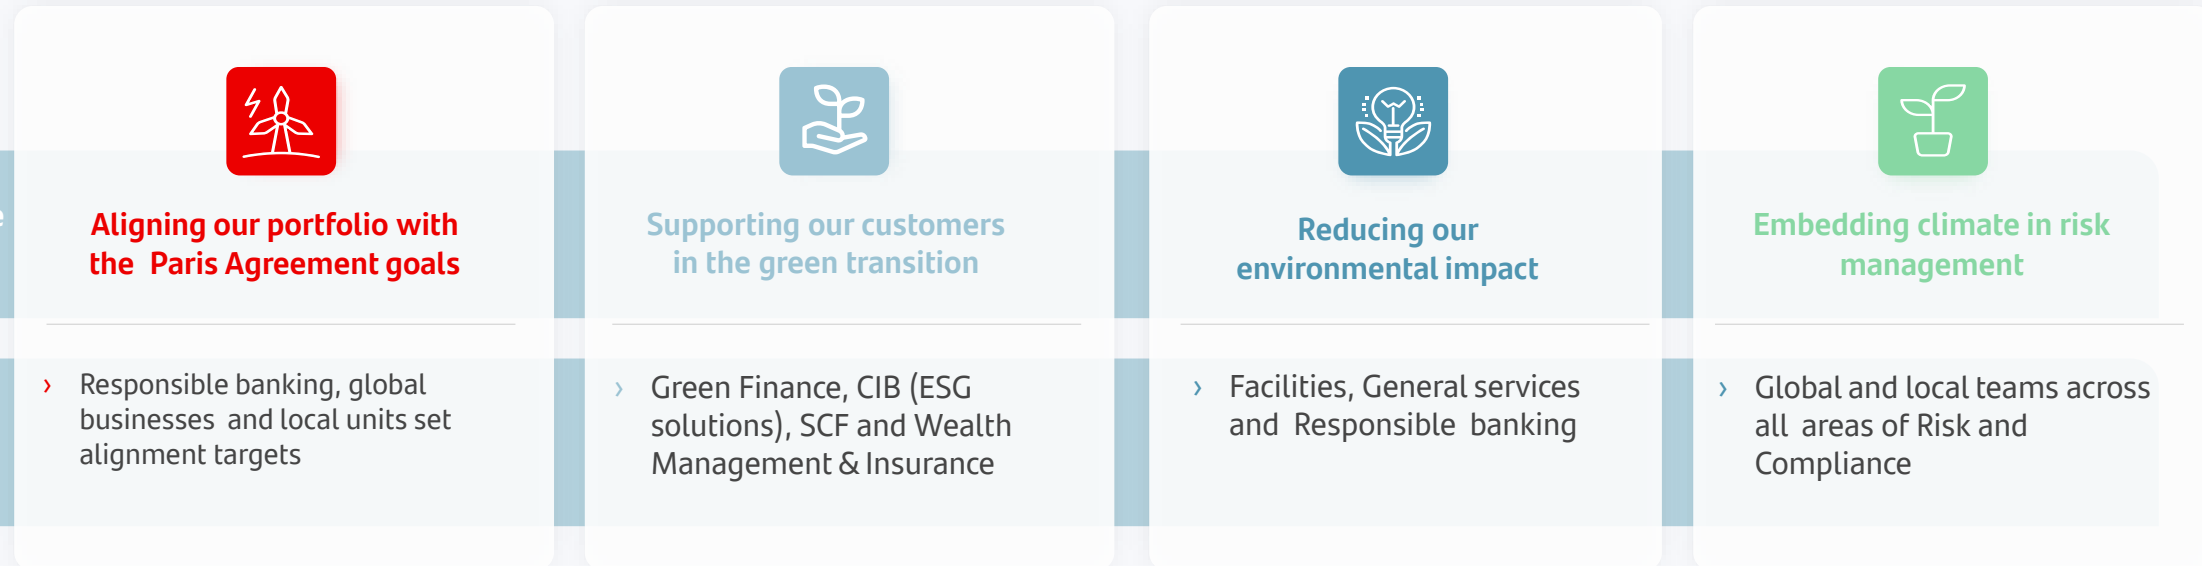 Aligning our portfolio with
the Paris Agreement goals
Responsible banking, global
businesses and local units set
alignment targets
Supporting our customers
in the green transition
Green Finance, CIB (ESG
solutions), SCF and Wealth
Management & Insurance
Reducing our
environmental impact
Facilities, General services
and Responsible banking
Embedding climate in risk
management
Global and local teams across
all areas of Risk and
Compliance